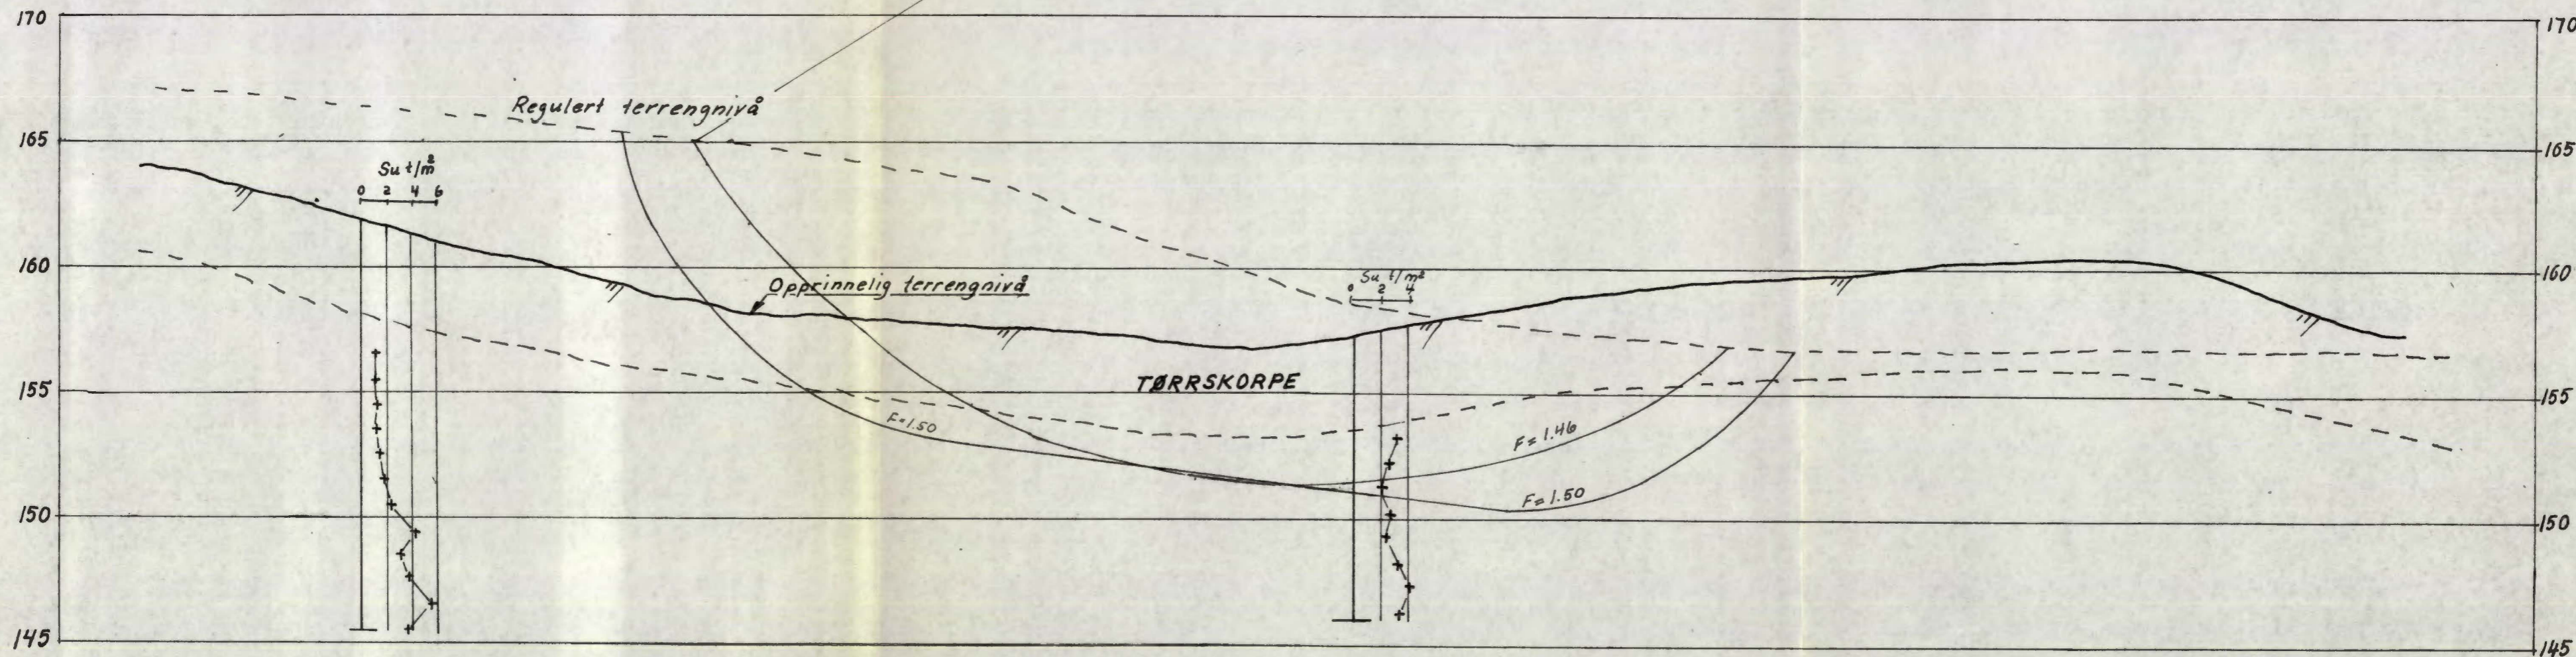 170
170
Regulert terrengnivå
165
165
Su t/m²
0 2 4 6
160
160
Opprinnelig terrengnivå
Su t/m²
0 2 4
155
155
TØRRSKORPE
F=1.50
F=1.46
F=1.50
150
150
145
145